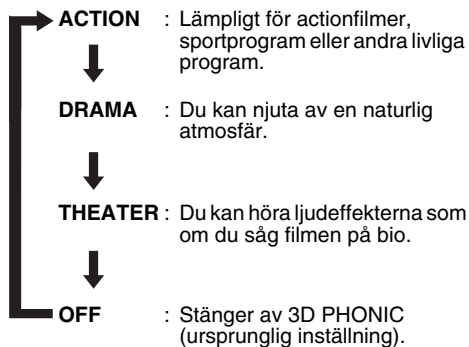 ACTION : Lämpligt för actionfilmer,
sportprogram eller andra livliga
program.
DRAMA : Du kan njuta av en naturlig
atmosfär.
THEATER : Du kan höra ljudeffekterna som
om du såg filmen på bio.
OFF : Stänger av 3D PHONIC
(ursprunglig inställning).